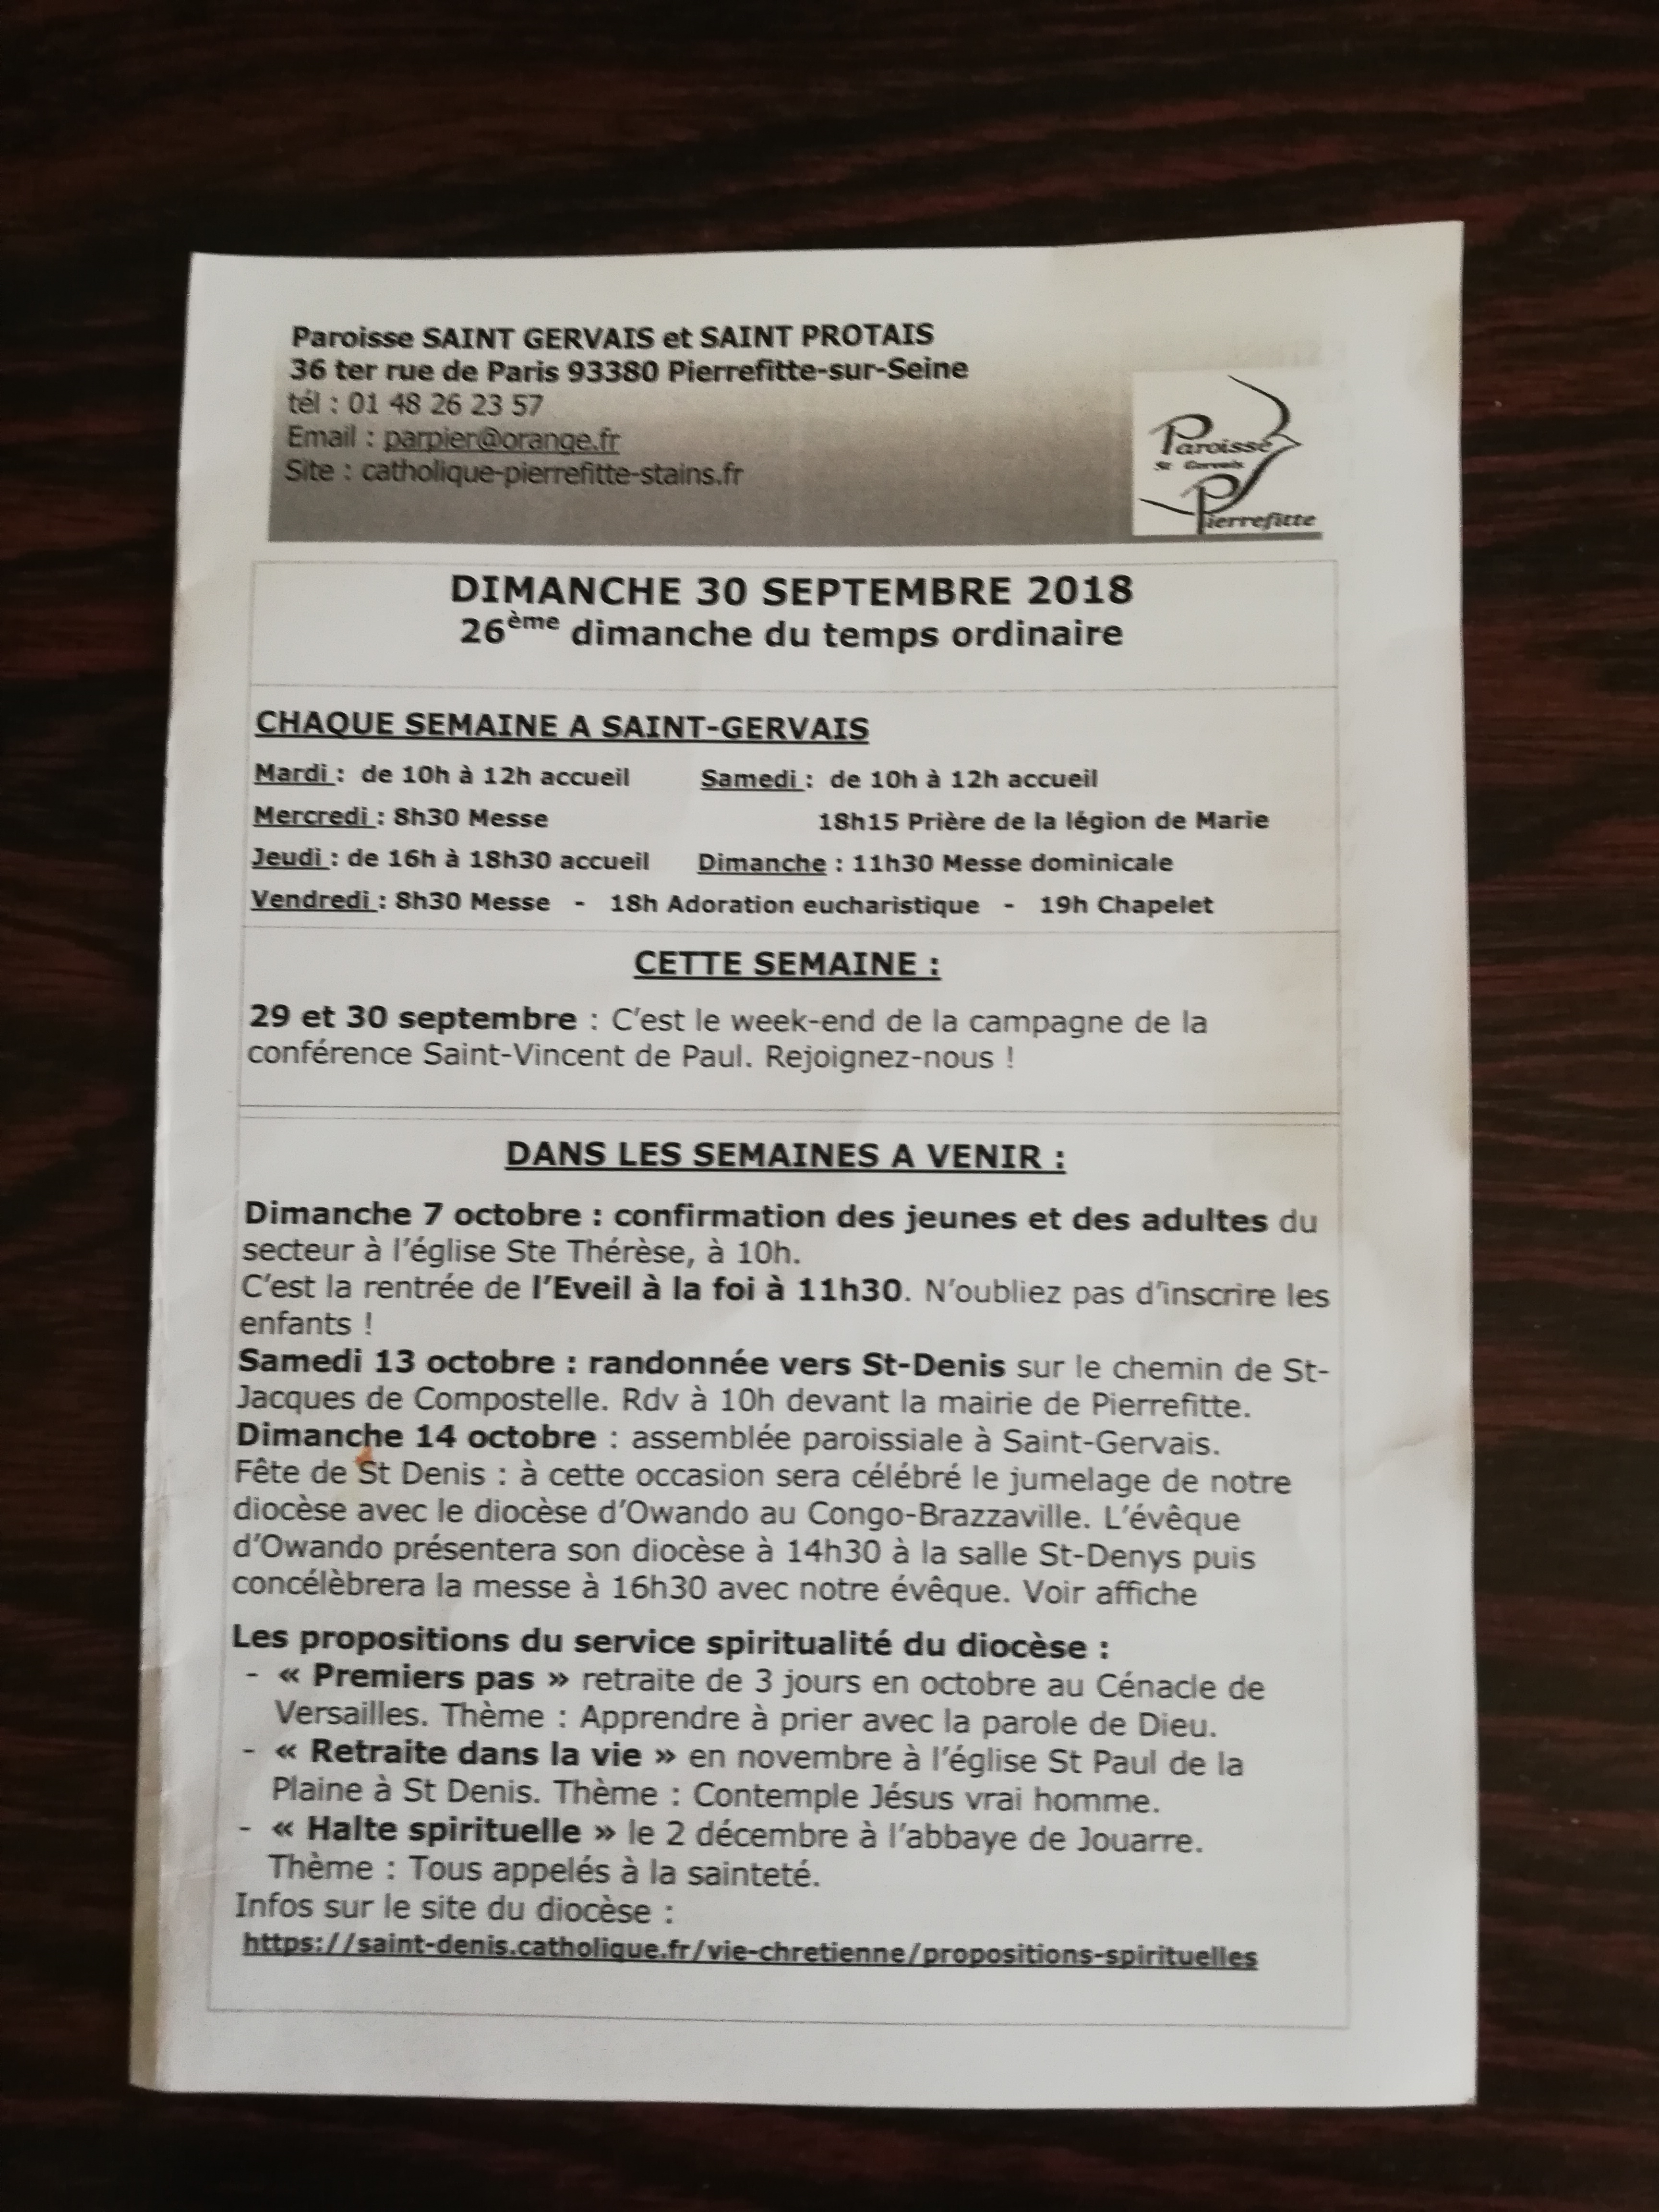 Paroisse SAINT GERVAIS et SAINT PROTAIS
36 ter rue de Paris 93380 Pierrefitte-sur-Seine
tél : 01 48 26 23 57
Email : parpier@orange.fr
Site : catholique-pierrefitte-stains.fr
Paroisse
St Gervais
Pierrefitte
DIMANCHE 30 SEPTEMBRE 2018
26ème dimanche du temps ordinaire
CHAQUE SEMAINE A SAINT-GERVAIS
Mardi : de 10h à 12h accueil Samedi : de 10h à 12h accueil
Mercredi : 8h30 Messe 18h15 Prière de la légion de Marie
Jeudi : de 16h à 18h30 accueil Dimanche : 11h30 Messe dominicale
Vendredi : 8h30 Messe - 18h Adoration eucharistique - 19h Chapelet
CETTE SEMAINE :
29 et 30 septembre : C'est le week-end de la campagne de la
conférence Saint-Vincent de Paul. Rejoignez-nous !
DANS LES SEMAINES A VENIR :
Dimanche 7 octobre : confirmation des jeunes et des adultes du
secteur à l'église Ste Thérèse, à 10h.
C'est la rentrée de l'Eveil à la foi à 11h30. N'oubliez pas d'inscrire les
enfants !
Samedi 13 octobre : randonnée vers St-Denis sur le chemin de St-
Jacques de Compostelle. Rdv à 10h devant la mairie de Pierrefitte.
Dimanche 14 octobre : assemblée paroissiale à Saint-Gervais.
Fête de St Denis : à cette occasion sera célébré le jumelage de notre
diocèse avec le diocèse d'Owando au Congo-Brazzaville. L'évêque
d'Owando présentera son diocèse à 14h30 à la salle St-Denys puis
concélèbrera la messe à 16h30 avec notre évêque. Voir affiche
Les propositions du service spiritualité du diocèse :
- « Premiers pas » retraite de 3 jours en octobre au Cénacle de
Versailles. Thème : Apprendre à prier avec la parole de Dieu.
- « Retraite dans la vie » en novembre à l'église St Paul de la
Plaine à St Denis. Thème : Contemple Jésus vrai homme.
- « Halte spirituelle » le 2 décembre à l'abbaye de Jouarre.
Thème : Tous appelés à la sainteté.
Infos sur le site du diocèse :
https://saint-denis.catholique.fr/vie-chretienne/propositions-spirituelles